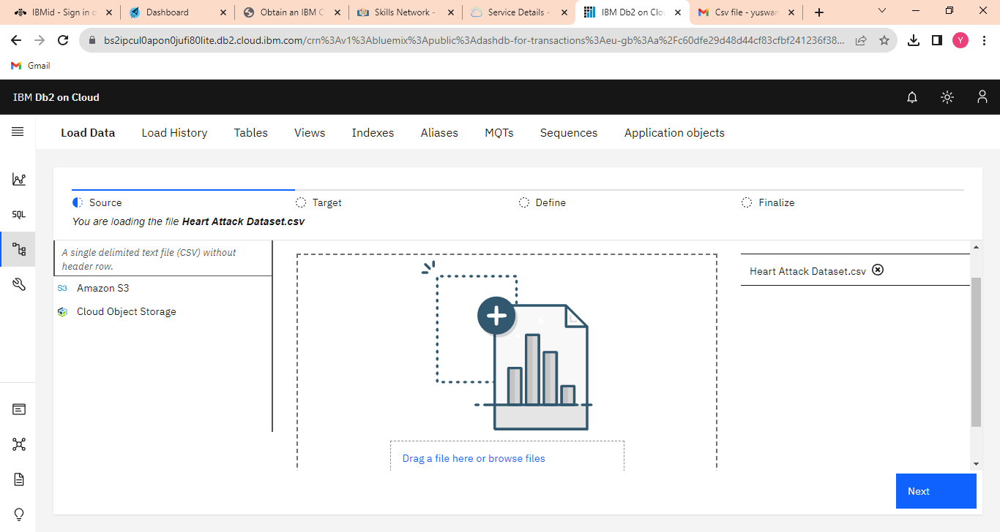 IBMid - Sign in o
Dashboard
Obtain an IBM C
Skills Network -
Service Details -
IBM Db2 on Clou
Csv file - yuswan
bs2ipcul0apon0jufi80lite.db2.cloud.ibm.com/crn%3Av1%3Abluemix%3Apublic%3Adashdb-for-transactions%3Aeu-gb%3Aa%2Fc60dfe29d48d44cf83cfbf241236f38...
Y
Gmail
IBM Db2 on Cloud
Load Data
Load History
Tables
Views
Indexes
Aliases
MQTs
Sequences
Application objects
SQL
Source
Target
Define
Finalize
You are loading the file Heart Attack Dataset.csv
A single delimited text file (CSV) without
header row.
S3 Amazon S3
Cloud Object Storage
Heart Attack Dataset.csv
Drag a file here or browse files
Next